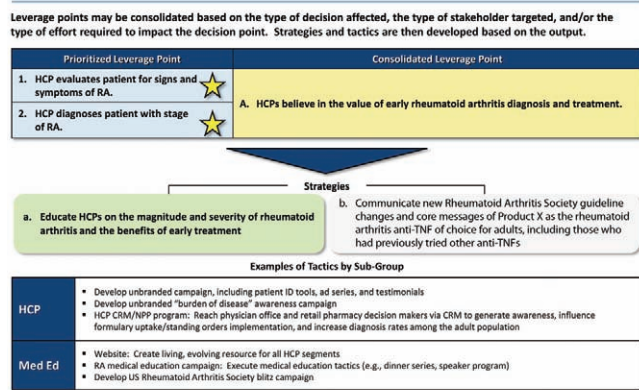 Leverage points may be consolidated based on the type of decision affected, the type of stakeholder targeted, and/or the
type of effort required to impact the decision point. Strategies and tactics are then developed based on the output.
Prioritized Leverage Point
Consolidated Leverage Point
1. HCP evaluates patient for signs and
symptoms of RA.
2. HCP diagnoses patient with stage
of RA.
A. HCPs believe in the value of early rheumatoid arthritis diagnosis and treatment.
Strategies
a. Educate HCPs on the magnitude and severity of rheumatoid
arthritis and the benefits of early treatment
b. Communicate new Rheumatoid Arthritis Society guideline
changes and core messages of Product X as the rheumatoid
arthritis anti-TNF of choice for adults, including those who
had previously tried other anti-TNFs
Examples of Tactics by Sub-Group
HCP
▪ Develop unbranded campaign, including patient ID tools, ad series, and testimonials
▪ Develop unbranded "burden of disease" awareness campaign
▪ HCP CRM/NPP program: Reach physician office and retail pharmacy decision makers via CRM to generate awareness, influence
formulary uptake/standing orders implementation, and increase diagnosis rates among the adult population
Med Ed
▪ Website: Create living, evolving resource for all HCP segments
▪ RA medical education campaign: Execute medical education tactics (e.g., dinner series, speaker program)
▪ Develop US Rheumatoid Arthritis Society blitz campaign